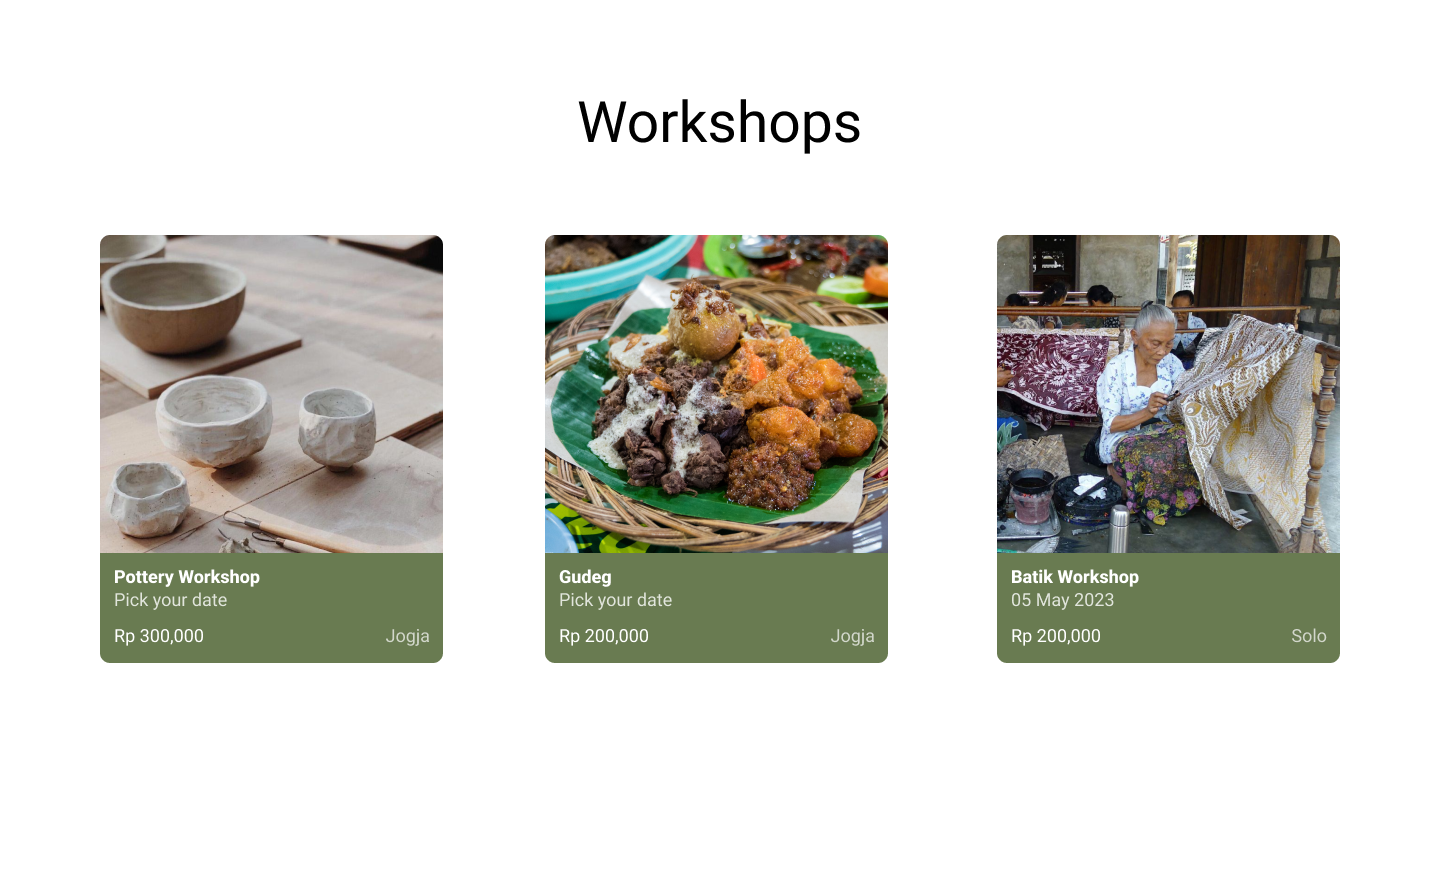 Workshops
Pottery Workshop
Pick your date
Rp 300,000
Jogja
Gudeg
Pick your date
Rp 200,000
Jogja
Batik Workshop
05 May 2023
Rp 200,000
Solo